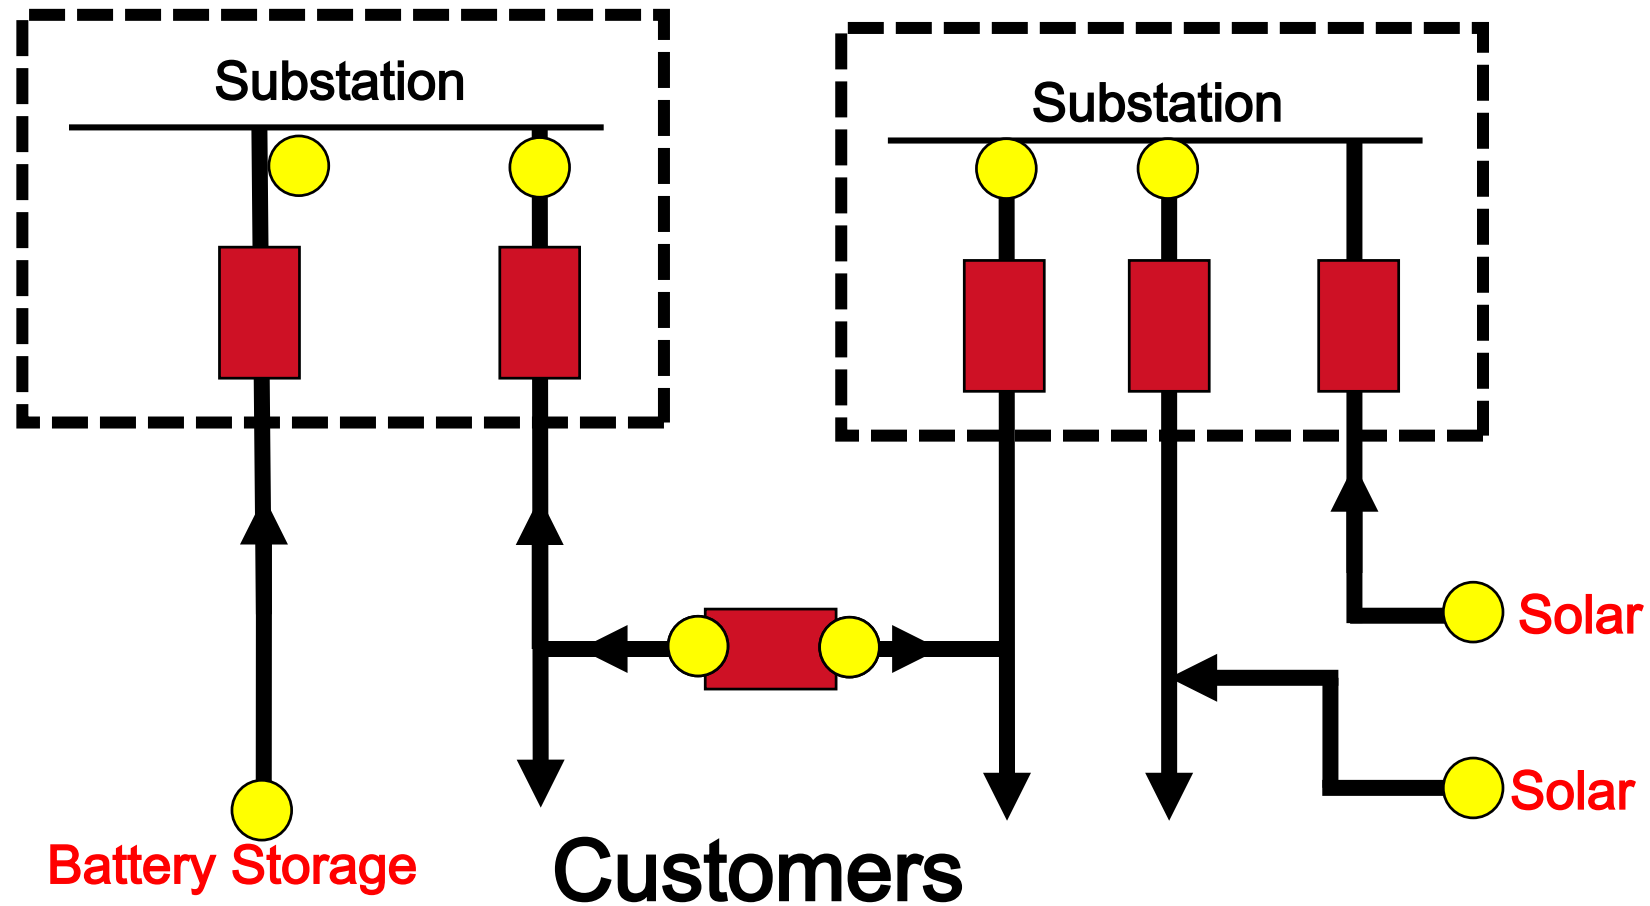 Substation
Substation
Solar
Solar
Battery Storage
Customers